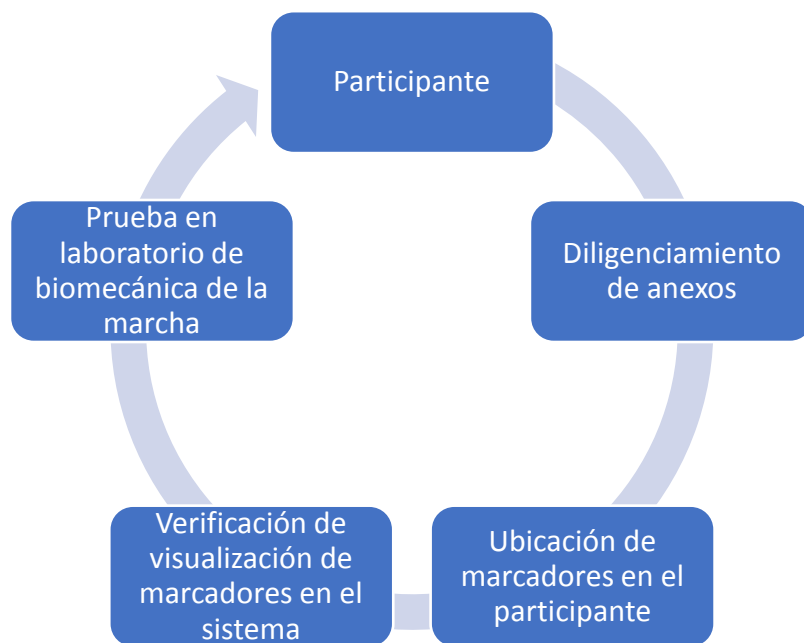 Participante
Diligenciamiento
de anexos
Ubicación de
marcadores en el
participante
Verificación de
visualización de
marcadores en el
sistema
Prueba en
laboratorio de
biomecánica de la
marcha